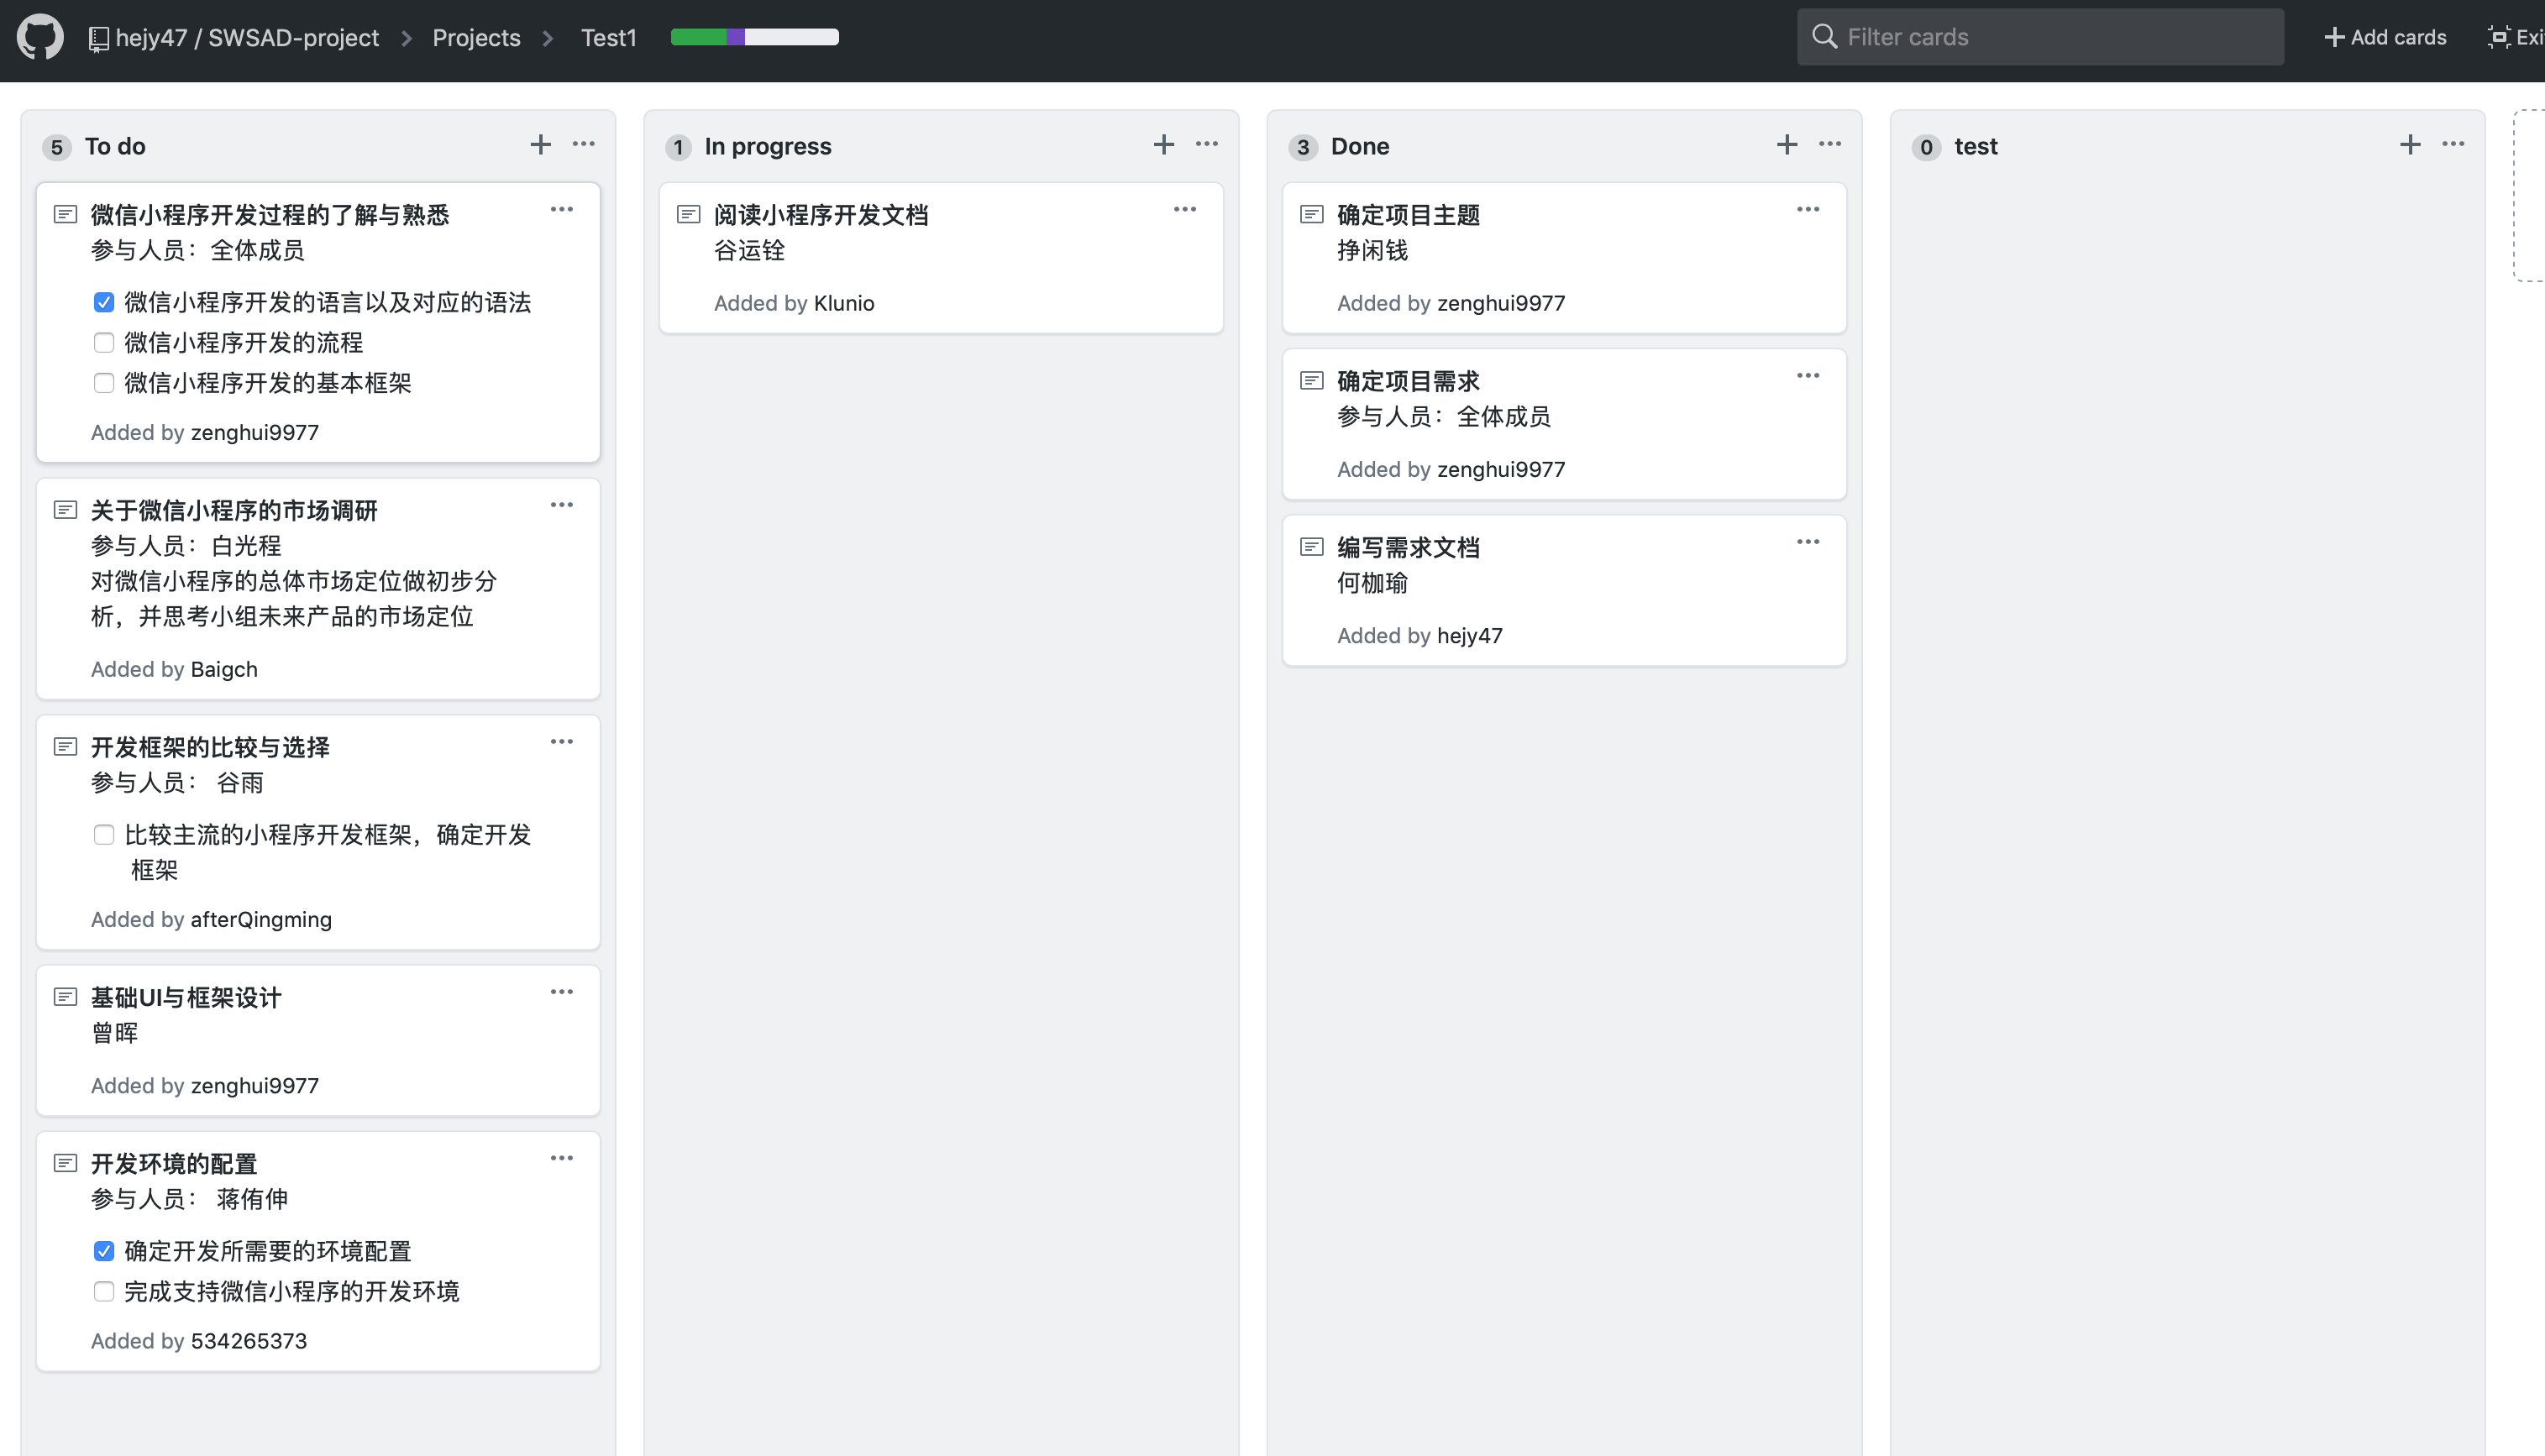 hejy47 / SWSAD-project
Projects
Test1
Filter cards
Add cards
5 To do
微信小程序开发过程的了解与熟悉
参与人员：全体成员
微信小程序开发的语言以及对应的语法
微信小程序开发的流程
微信小程序开发的基本框架
Added by zenghui9977
关于微信小程序的市场调研
参与人员：白光程
对微信小程序的总体市场定位做初步分
析，并思考小组未来产品的市场定位
Added by Baigch
开发框架的比较与选择
参与人员： 谷雨
比较主流的小程序开发框架，确定开发
框架
Added by afterQingming
基础UI与框架设计
曾晖
Added by zenghui9977
开发环境的配置
参与人员： 蒋侑伸
确定开发所需要的环境配置
完成支持微信小程序的开发环境
Added by 534265373
1 In progress
阅读小程序开发文档
谷运铨
Added by Klunio
3 Done
确定项目主题
挣闲钱
Added by zenghui9977
确定项目需求
参与人员：全体成员
Added by zenghui9977
编写需求文档
何枷瑜
Added by hejy47
0 test